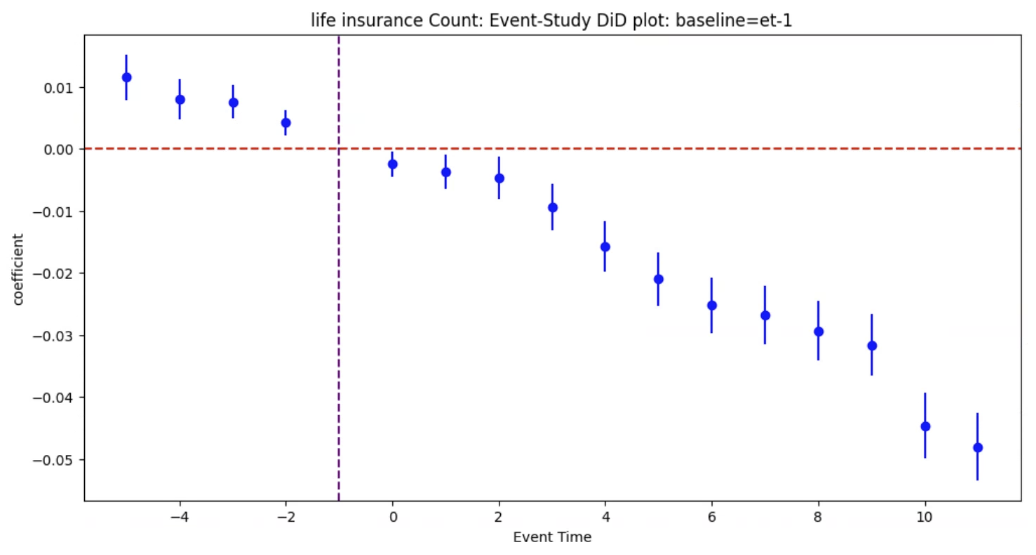 life insurance Count: Event-Study DiD plot: baseline=et-1
0.01
0.00
−0.01
−0.02
−0.03
−0.04
−0.05
coefficient
−4 −2 0 2 4 6 8 10
Event Time